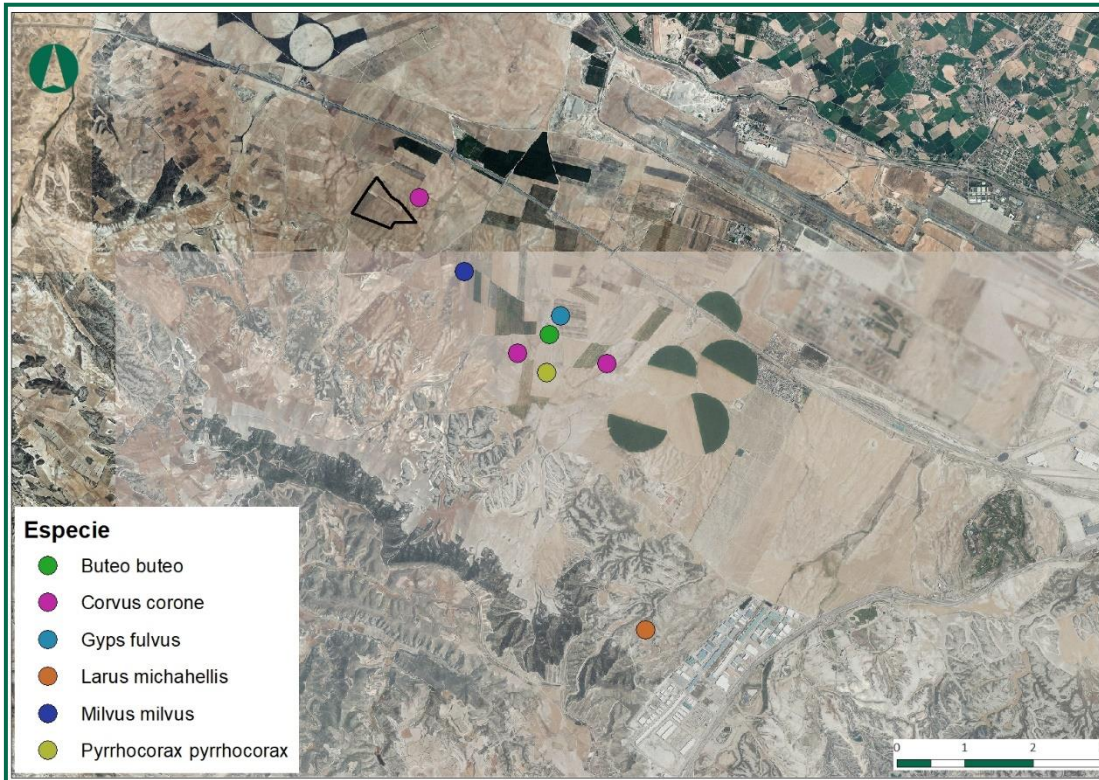 Especie
Buteo buteo
Corvus corone
Gyps fulvus
Larus michahellis
Milvus milvus
Pyrrhocorax pyrrhocorax
0 1 2